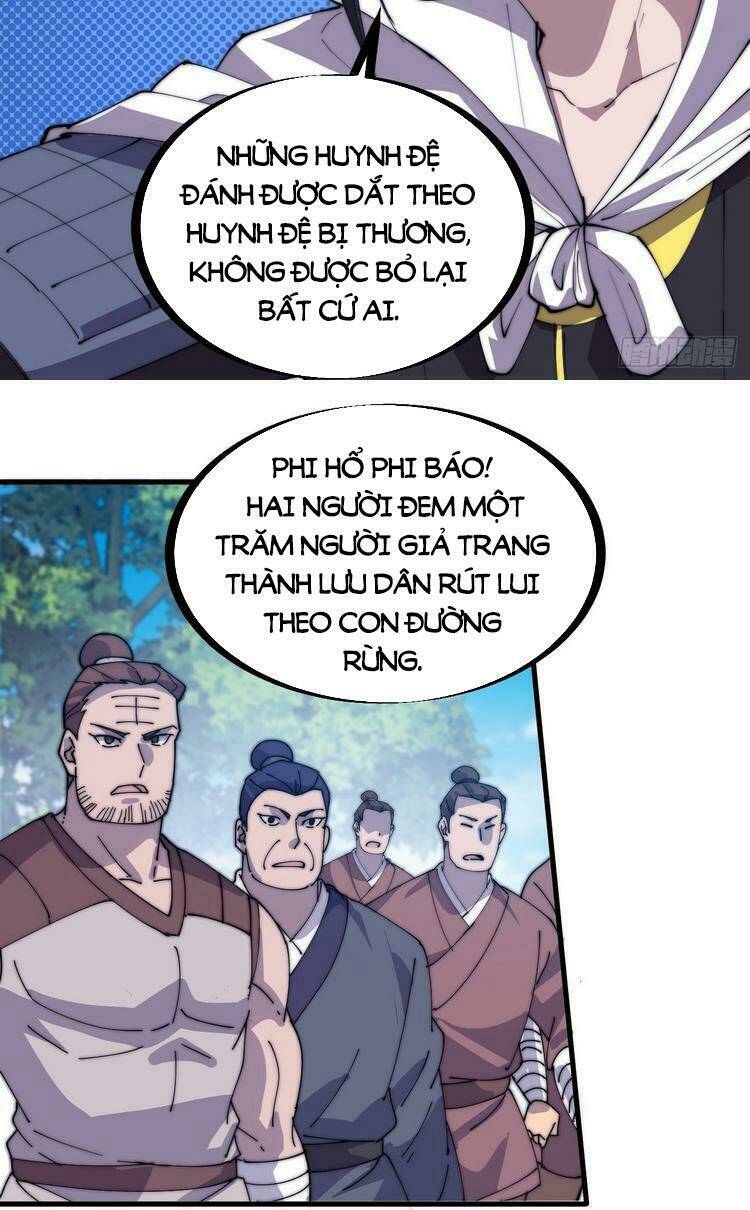 NHỮNG HUYNH ĐỆ
ĐÁNH ĐƯỢC DẮT THEO
HUYNH ĐỆ BỊ THƯƠNG,
KHÔNG ĐƯỢC BỎ LẠI
BẤT CỨ AI.
PHI HỔ PHI BÁO!
HAI NGƯỜI ĐEM MỘT
TRĂM NGƯỜI GIẢ TRANG
THÀNH LƯU DÂN RÚT LUI
THEO CON ĐƯỜNG
RỪNG.